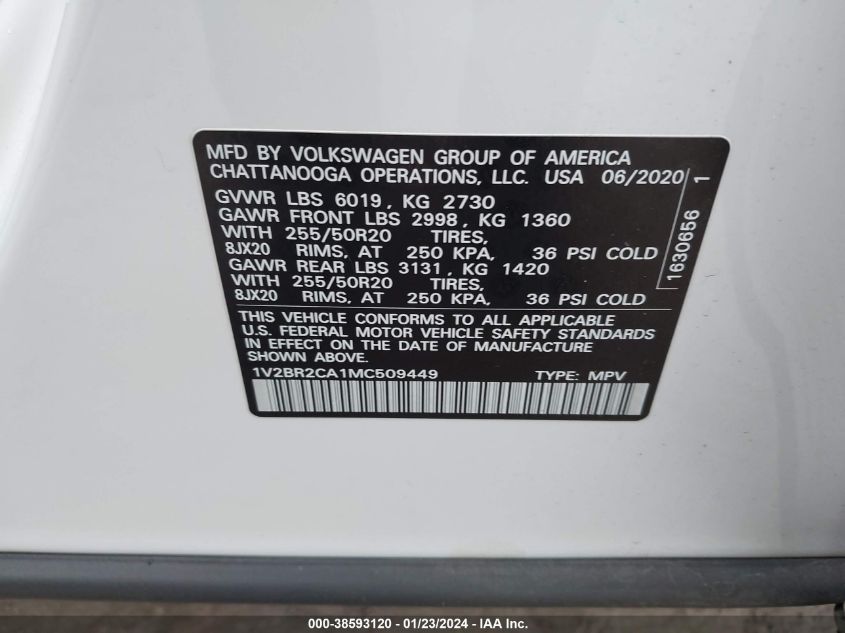 MFD BY VOLKSWAGEN GROUP OF AMERICA
CHATTANOOGA OPERATIONS, LLC. USA 06/2020
GVWR LBS 6019, KG 2730
GAWR FRONT LBS 2998, KG 1360
WITH 255/50R20 TIRES,
8JX20 RIMS, AT 250 KPA, 36 PSI COLD
GAWR REAR LBS 3131, KG 1420
WITH 255/50R20 TIRES,
8JX20 RIMS, AT 250 KPA, 36 PSI COLD
THIS VEHICLE CONFORMS TO ALL APPLICABLE
U.S. FEDERAL MOTOR VEHICLE SAFETY STANDARDS
IN EFFECT ON THE DATE OF MANUFACTURE
SHOWN ABOVE.
1V2BR2CA1MC509449 TYPE: MPV
1630656 1
000-38593120 - 01/23/2024 - IAAI Inc.